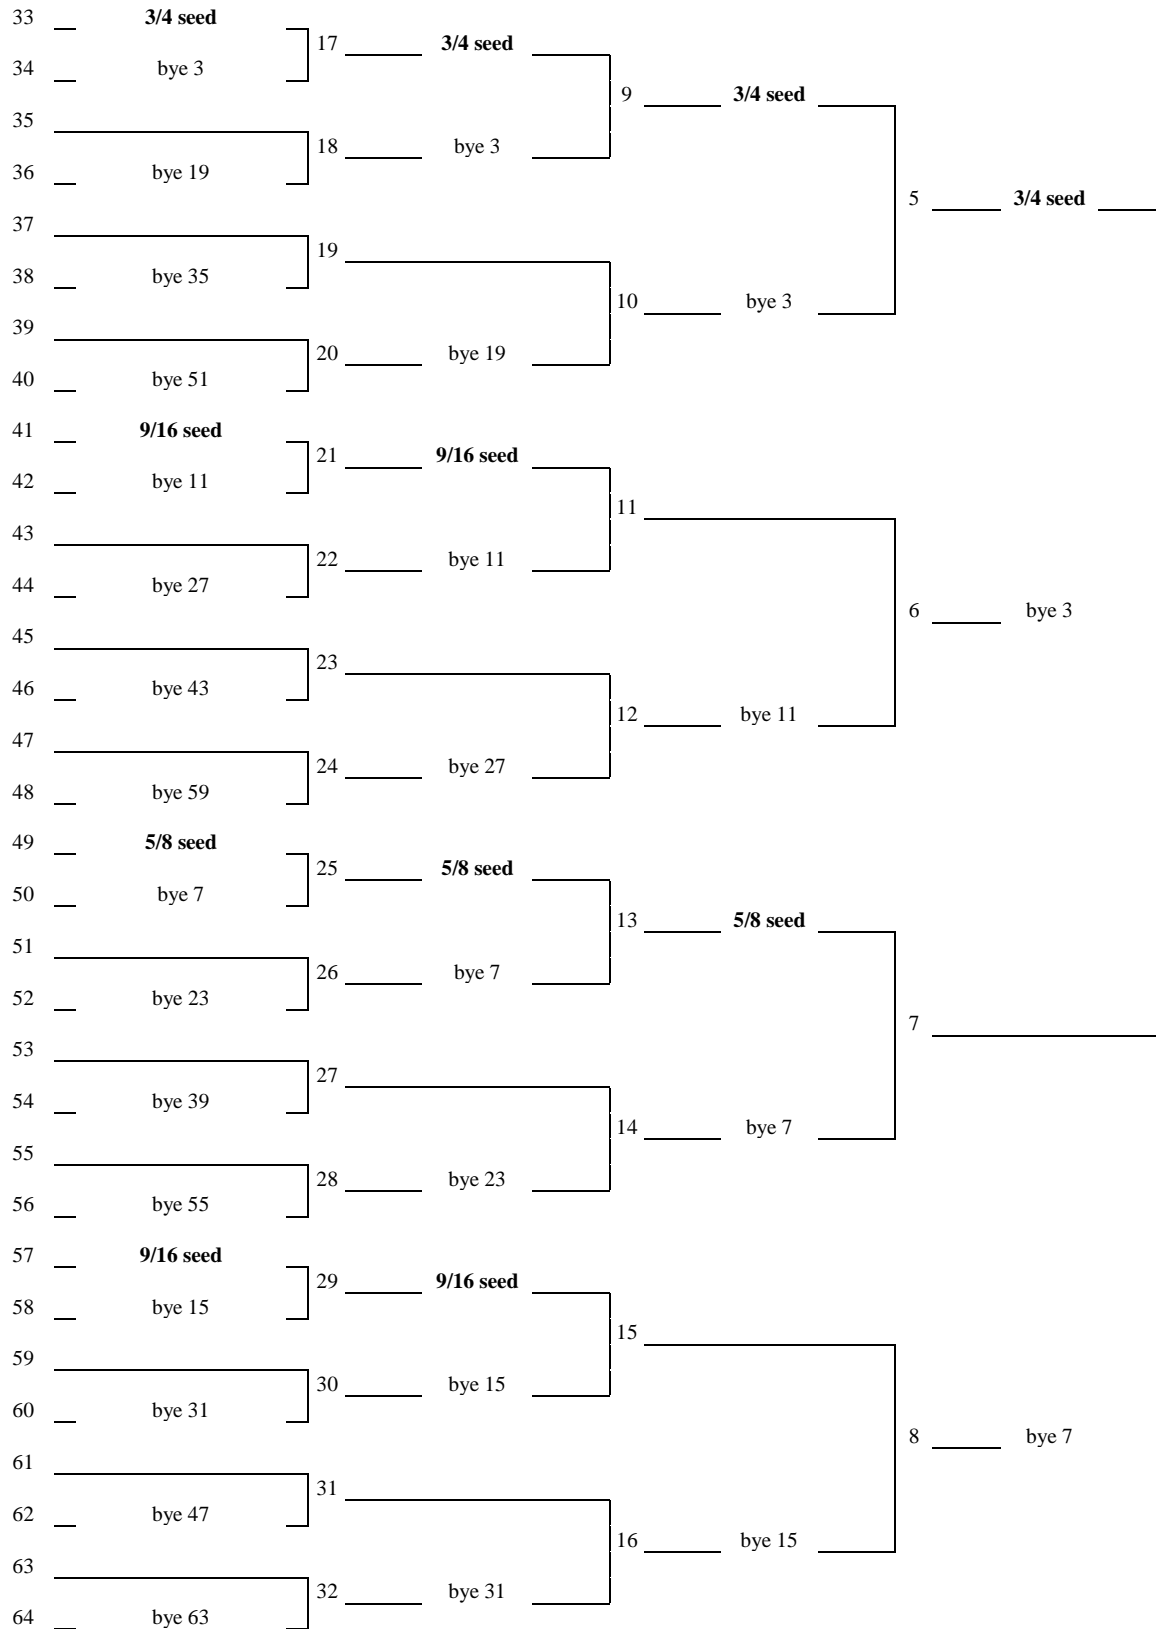 33 3/4 seed
17 3/4 seed
34 bye 3
9 3/4 seed
35
18 bye 3
36 bye 19
5 3/4 seed
37
19
38 bye 35
10 bye 3
39
20 bye 19
40 bye 51
41 9/16 seed
21 9/16 seed
42 bye 11
11
43
22 bye 11
44 bye 27
6 bye 3
45
23
46 bye 43
12 bye 11
47
24 bye 27
48 bye 59
49 5/8 seed
25 5/8 seed
50 bye 7
13 5/8 seed
51
26 bye 7
52 bye 23
7
53
27
54 bye 39
14 bye 7
55
28 bye 23
56 bye 55
57 9/16 seed
29 9/16 seed
58 bye 15
15
59
30 bye 15
60 bye 31
8 bye 7
61
31
62 bye 47
16 bye 15
63
32 bye 31
64 bye 63